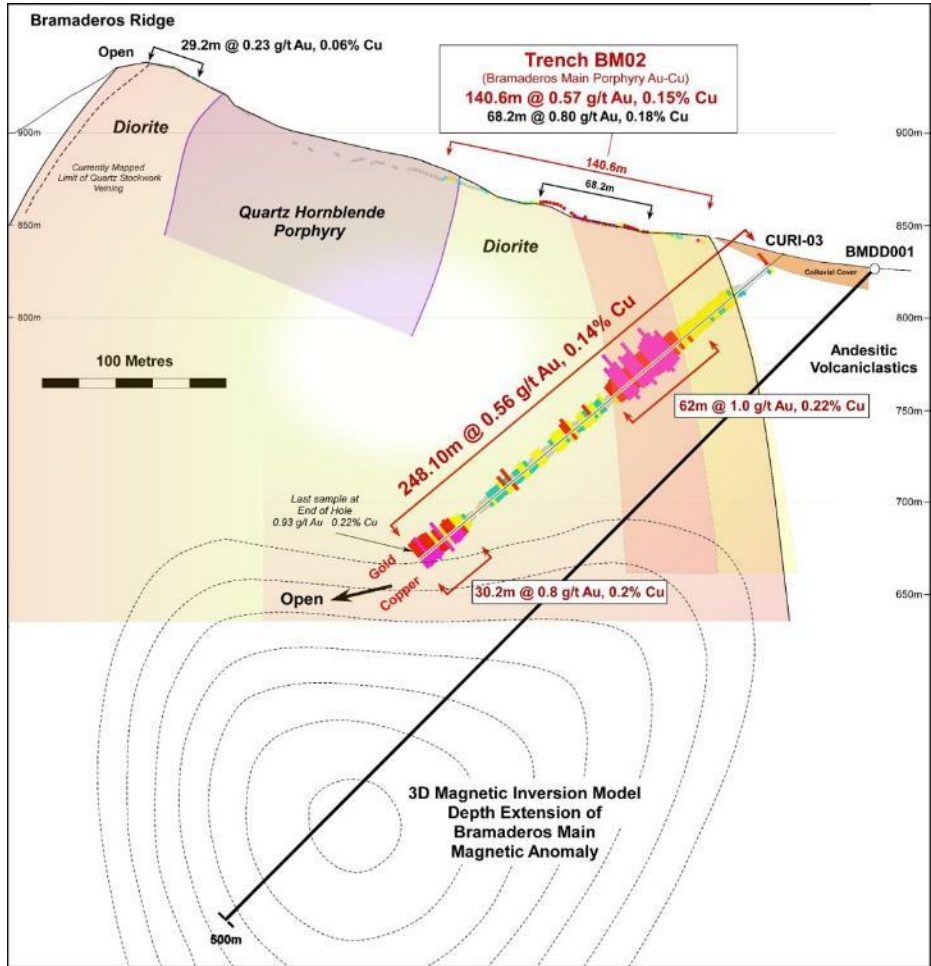 Bramaderos Ridge
Open
29.2m @ 0.23 g/t Au, 0.06% Cu
Trench BM02
(Bramaderos Main Porphyry Au-Cu)
140.6m @ 0.57 g/t Au, 0.15% Cu
68.2m @ 0.80 g/t Au, 0.18% Cu
900m
Diorite
900m
Currently Mapped
Limit of Quartz Stockwork
Veining
140.6m
68.2m
Quartz Hornblende
Porphyry
850m
Diorite
CURI-03
850m
BMDD001
Colluvial Cover
800m
800m
100 Metres
Andesitic
Volcaniclastics
248.10m @ 0.56 g/t Au, 0.14% Cu
62m @ 1.0 g/t Au, 0.22% Cu
750m
Last sample at
End of Hole
0.93 g/t Au 0.22% Cu
700m
Gold
Copper
Open
30.2m @ 0.8 g/t Au, 0.2% Cu
650m
3D Magnetic Inversion Model
Depth Extension of
Bramaderos Main
Magnetic Anomaly
500m